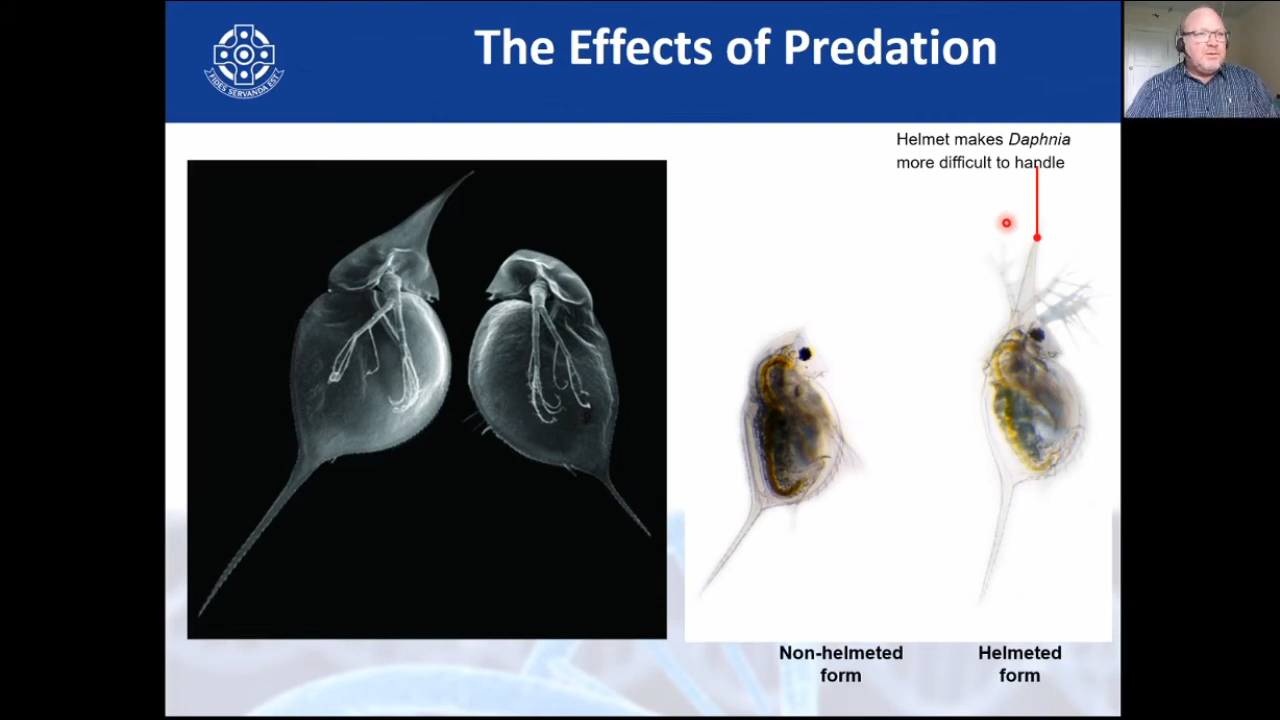 FIDES SERVANDA EST
The Effects of Predation
Helmet makes Daphnia
more difficult to handle
Non-helmeted
form
Helmeted
form